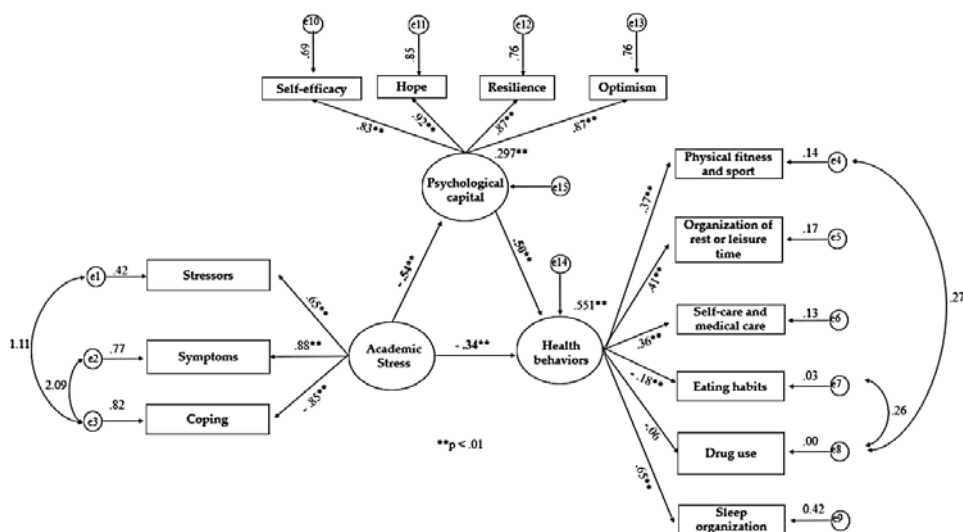 e10
e11
e12
e13
.69
.85
.76
.76
Self-efficacy
Hope
Resilience
Optimism
.83**
.92**
.87**
.87**
.297**
Psychological
capital
e15
Physical fitness
and sport
.14
e4
.37**
Organization of
rest or leisure
time
.17
e5
.41**
- .54**
.50**
e14
.551**
e1
.42
Stressors
.65**
.27
Self-care and
medical care
.13
e6
.36**
1.11
e2
.77
Symptoms
.88**
Academic
Stress
- .34**
Health
behaviors
2.09
- .18**
Eating habits
.03
e7
.26
e3
.82
Coping
- .85**
-.06
Drug use
.00
e8
**p < .01
.65**
Sleep
organization
0.42
e9